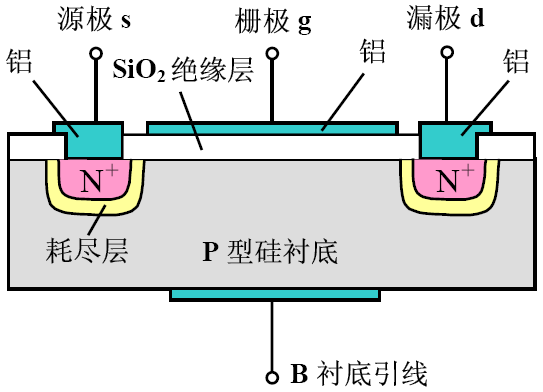 源极 s
栅极 g
漏极 d
铝
SiO₂ 绝缘层
铝
铝
N⁺
N⁺
耗尽层
P 型硅衬底
B 衬底引线